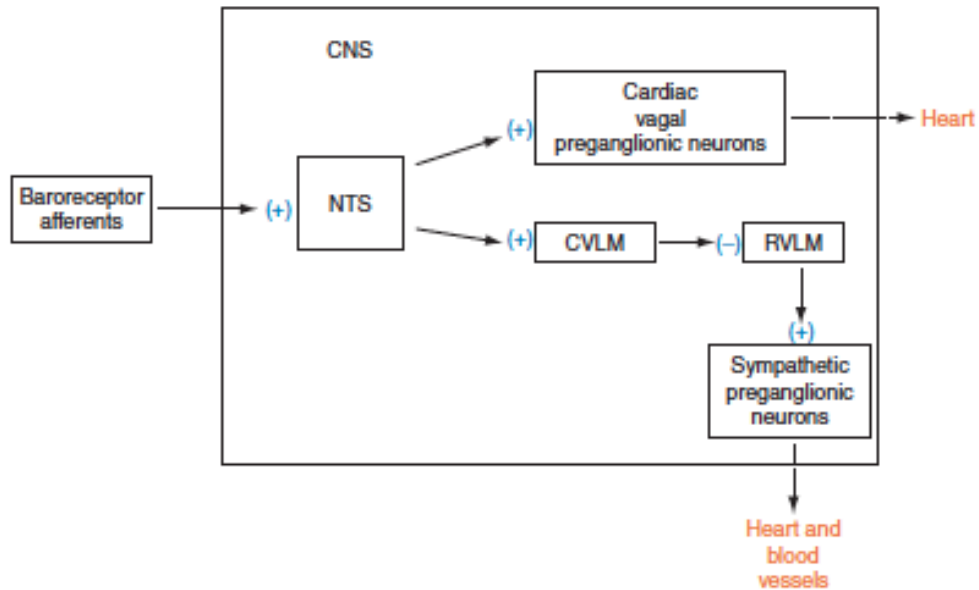 CNS
Cardiac
vagal
preganglionic neurons
(+)
Heart
Baroreceptor
afferents
(+)
NTS
(+)
CVLM
(–)
RVLM
(+)
Sympathetic
preganglionic
neurons
Heart and
blood
vessels